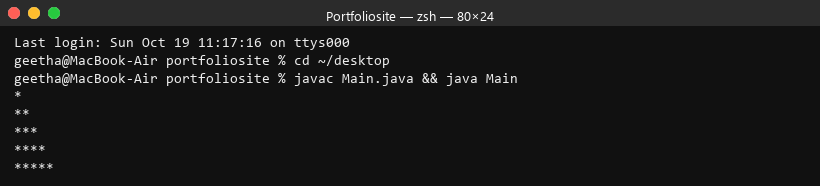 Portfoliosite — zsh — 80×24
Last login: Sun Oct 19 11:17:16 on ttys000
geetha@MacBook-Air portfoliosite % cd ~/desktop
geetha@MacBook-Air portfoliosite % javac Main.java && java Main
*
**
***
****
*****